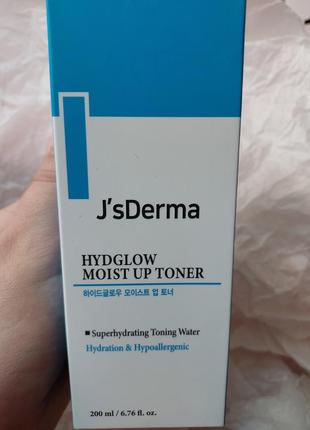 J'sDerma
HYDGLOW
MOIST UP TONER
하이드글로우 모이스트 업 토너
■ Superhydrating Toning Water
Hydration & Hypoallergenic
200 ml / 6.76 fl. oz.